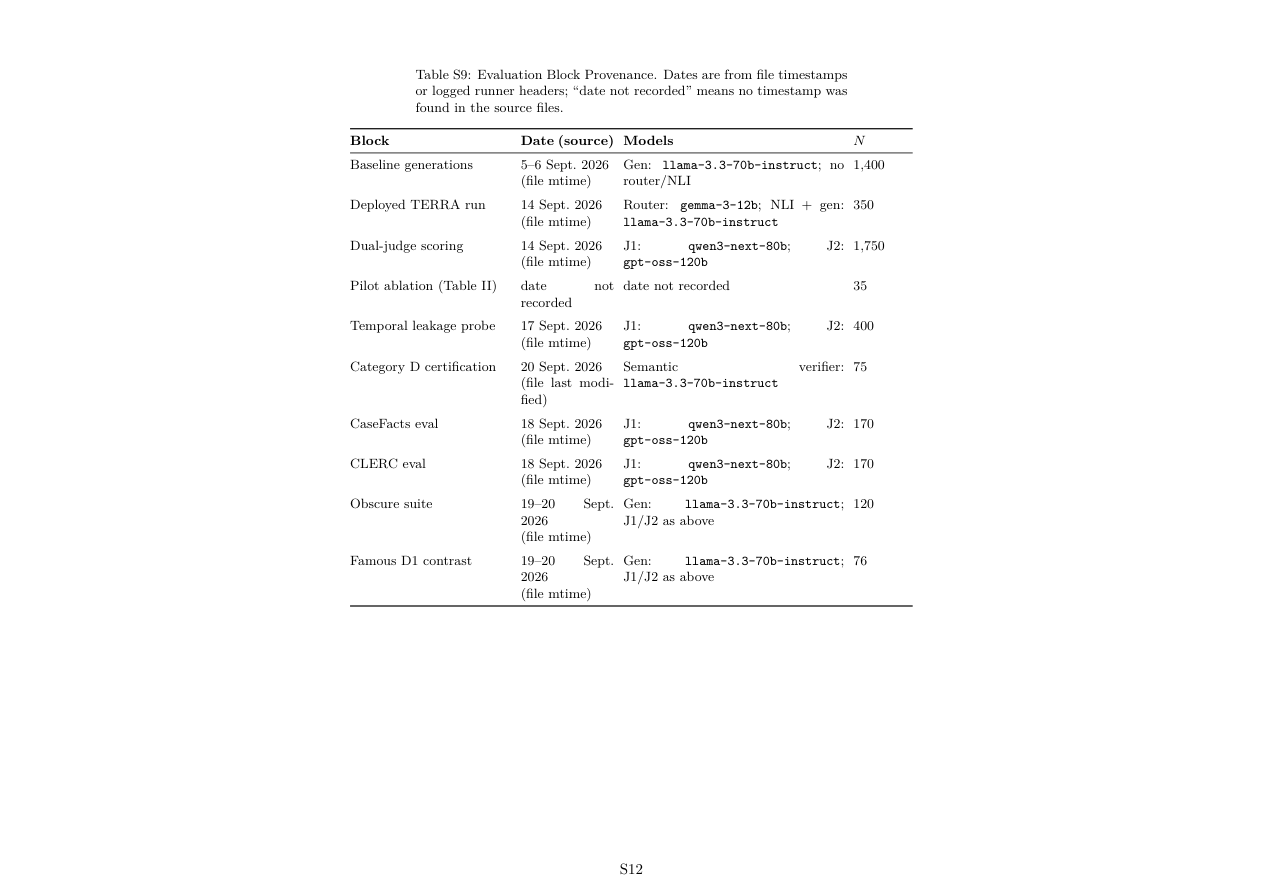 Table S9: Evaluation Block Provenance. Dates are from file timestamps
or logged runner headers; “date not recorded” means no timestamp was
found in the source files.
Block Date (source) Models N
Baseline generations 5–6 Sept. 2026 Gen: llama-3.3-70b-instruct; no 1,400
(file mtime) router/NLI
Deployed TERRA run 14 Sept. 2026 Router: gemma-3-12b; NLI + gen: 350
(file mtime) llama-3.3-70b-instruct
Dual-judge scoring 14 Sept. 2026 J1: qwen3-next-80b; J2: 1,750
(file mtime) gpt-oss-120b
Pilot ablation (Table II) date not date not recorded 35
recorded
Temporal leakage probe 17 Sept. 2026 J1: qwen3-next-80b; J2: 400
(file mtime) gpt-oss-120b
Category D certification 20 Sept. 2026 Semantic verifier: 75
(file last modi- llama-3.3-70b-instruct
fied)
CaseFacts eval 18 Sept. 2026 J1: qwen3-next-80b; J2: 170
(file mtime) gpt-oss-120b
CLERC eval 18 Sept. 2026 J1: qwen3-next-80b; J2: 170
(file mtime) gpt-oss-120b
Obscure suite 19–20 Sept. Gen: llama-3.3-70b-instruct; 120
2026 J1/J2 as above
(file mtime)
Famous D1 contrast 19–20 Sept. Gen: llama-3.3-70b-instruct; 76
2026 J1/J2 as above
(file mtime)
S12